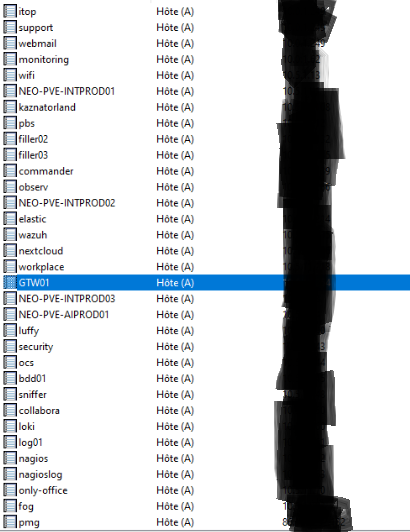 itop Hôte (A)
support Hôte (A)
webmail Hôte (A)
monitoring Hôte (A)
wifi Hôte (A)
NEO-PVE-INTPROD01 Hôte (A)
kaznatorland Hôte (A)
pbs Hôte (A)
filler02 Hôte (A)
filler03 Hôte (A)
commander Hôte (A)
observ Hôte (A)
NEO-PVE-INTPROD02 Hôte (A)
elastic Hôte (A)
wazuh Hôte (A)
nextcloud Hôte (A)
workplace Hôte (A)
GTW01 Hôte (A)
NEO-PVE-INTPROD03 Hôte (A)
NEO-PVE-AIPROD01 Hôte (A)
luffy Hôte (A)
security Hôte (A)
ocs Hôte (A)
bdd01 Hôte (A)
sniffer Hôte (A)
collabora Hôte (A)
loki Hôte (A)
log01 Hôte (A)
nagios Hôte (A)
nagioslog Hôte (A)
only-office Hôte (A)
fog Hôte (A)
pmg Hôte (A)